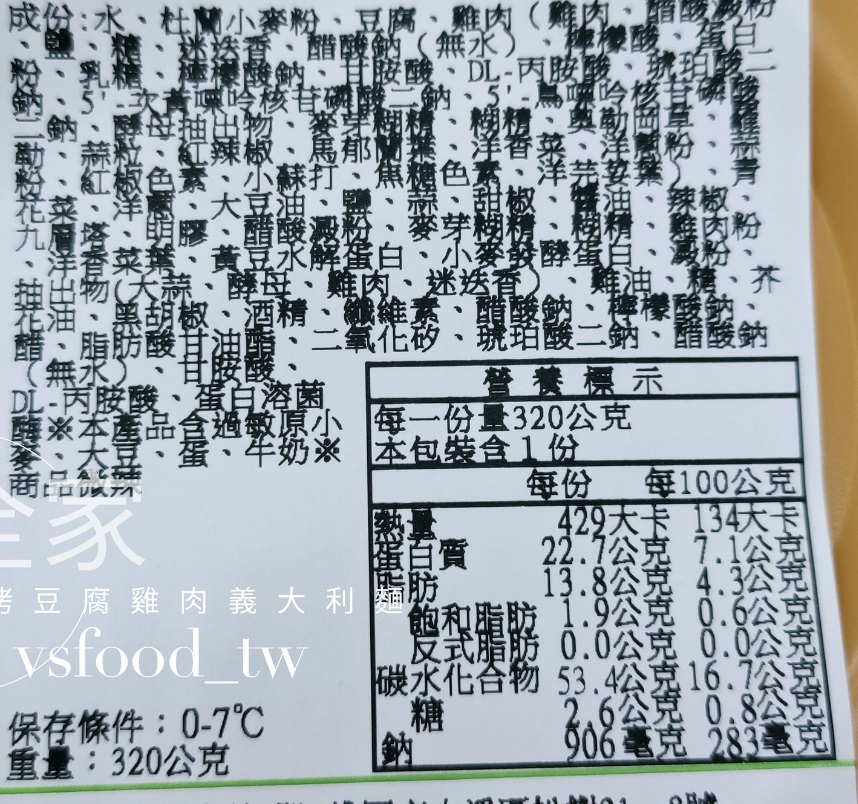 成份:水、杜蘭小麥粉、豆腐、雞肉(雞肉、醋酸澱粉
、鹽、糖、迷迭香、醋酸鈉(無水)、檸檬酸、蛋白
粉、乳糖、檸檬酸鈉、甘胺酸、DL-丙胺酸、琥珀酸二
鈉、5'-次黃嘌呤核苷磷酸二鈉、5'-鳥嘌呤核苷磷酸
二鈉、酵母抽出物、麥芽糊精、糊精、奧勒岡草、羅
勒、蒜粒、辣椒、馬郁蘭葉、洋香菜、洋蔥粉、蒜
粉、紅椒色素、小蘇打、焦糖色素、芫荽葉)、青
花菜、洋蔥、大豆油、鹽、蒜、甜椒、醬油、辣椒
九層塔、明膠、醋酸澱粉、麥芽糊精、糊精、雞肉粉、
洋香菜葉、黃豆水解蛋白、小麥蛋白、澱粉、
抽出物(大蒜、酵母、雞肉、迷迭香)、雞油、糖、芥
花油、黑胡椒、酒精、纖維素、醋酸鈉、檸檬酸鈉、
醋、脂肪酸甘油酯、二氧化矽、琥珀酸二鈉、醋酸鈉
(無水)、甘胺酸、
DL-丙胺酸、蛋白溶菌
酶※本產品含過敏原小
麥、大豆、蛋、牛奶※
商品微辣
營養標示
每一份量320公克
本包裝含1份
每份 每100公克
熱量 429大卡 134大卡
蛋白質 22.7公克 7.1公克
脂肪 13.8公克 4.3公克
飽和脂肪 1.9公克 0.6公克
反式脂肪 0.0公克 0.0公克
碳水化合物 53.4公克 16.7公克
糖 2.6公克 0.8公克
鈉 906毫克 283毫克
全家
烤豆腐雞肉義大利麵
vsfood_tw
保存條件:0-7℃
重量:320公克